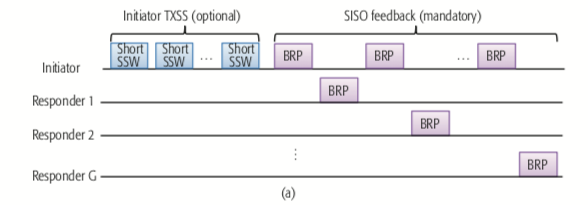 Initiator TXSS (optional) SISO feedback (mandatory)
Short SSW Short SSW ... Short SSW BRP BRP ... BRP
Initiator
BRP
Responder 1
BRP
Responder 2
⋮
BRP
Responder G
(a)